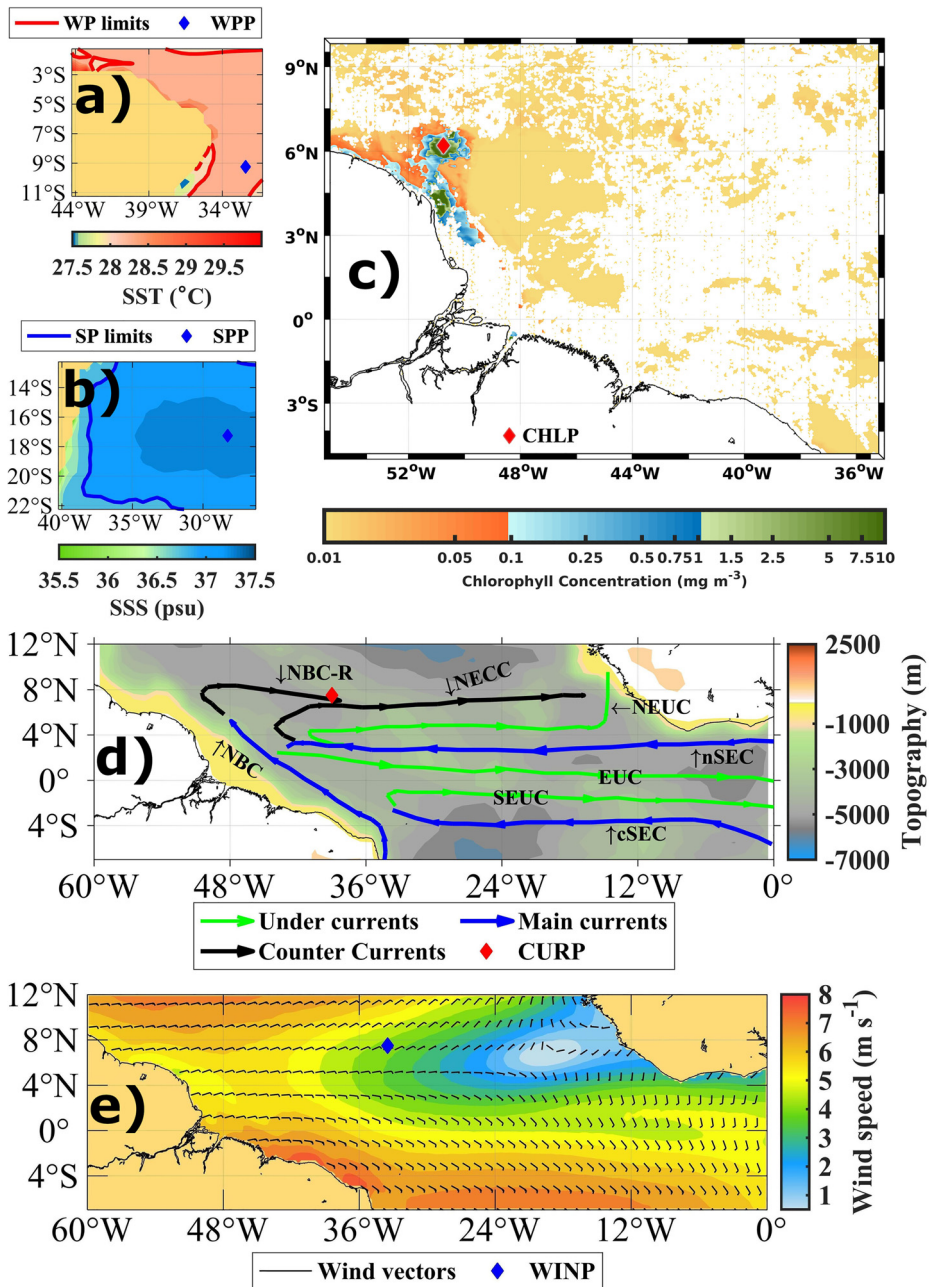 WP limits WPP
3°S
5°S
7°S
9°S
11°S
a)
44°W 39°W 34°W
27.5 28 28.5 29 29.5
SST (°C)
SP limits SPP
14°S
16°S
18°S
20°S
22°S
b)
40°W 35°W 30°W
35.5 36 36.5 37 37.5
SSS (psu)
9°N
6°N
3°N
0°
3°S
c)
CHLP
52°W 48°W 44°W 40°W 36°W
0.01 0.05 0.1 0.25 0.5 0.75 1 1.5 2.5 5 7.5 10
Chlorophyll Concentration (mg m⁻³)
12°N
8°N
4°N
0°
4°S
d)
↓NBC-R
↓NECC
←NEUC
↑NBC
↑nSEC
EUC
SEUC
↑cSEC
60°W 48°W 36°W 24°W 12°W 0°
2500
-1000
-3000
-5000
-7000
Topography (m)
Under currents Main currents
Counter Currents CURP
12°N
8°N
4°N
0°
4°S
e)
60°W 48°W 36°W 24°W 12°W 0°
8
7
6
5
4
3
2
1
Wind speed (m s⁻¹)
Wind vectors WINP